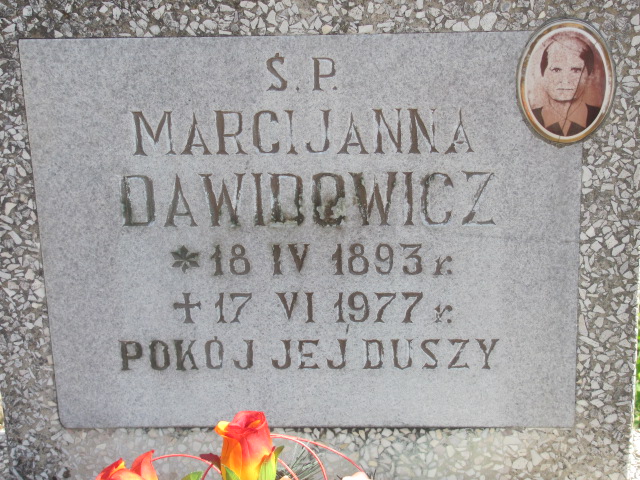 Ś.P.
MARCIJANNA
DAWIDOWICZ
* 18 IV 1893 r.
+ 17 VI 1977 r.
POKÓJ JEJ DUSZY